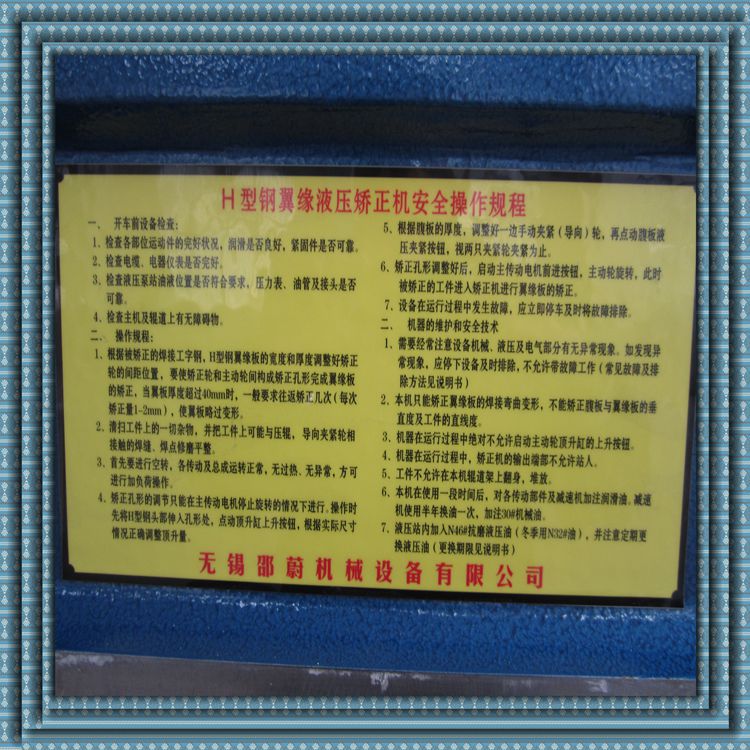 H型钢翼缘液压矫正机安全操作规程
一、 开车前设备检查：
1、检查各部位运动件的完好状况，润滑是否良好，紧固件是否可靠。
2、检查电缆、电器仪表是否完好。
3、检查液压泵站油液位置是否符合要求，压力表、油管及接头是否
可靠。
4、检查主机及辊道上有无障碍物。
二、 操作规程：
1、根据被矫正的焊接工字钢，H型钢翼缘板的宽度和厚度调整好矫正
轮的间距位置，要使矫正轮和主动轮间构成矫正孔形完成翼缘板
的矫正，当翼板厚度超过40mm时，一般要求往返矫正几次（每次
矫正量1-2mm），使翼板略过变形。
2、清扫工件上的一切杂物，并把工件上可能与压辊，导向夹紧轮相
接触的焊缝、焊点修磨平整。
3、首先要进行空转，各传动及总成运转正常，无过热、无异常，方可
进行加负荷操作。
4、矫正孔形的调节只能在主传动电机停止旋转的情况下进行。操作时
先将H型钢头部伸入孔形处，点动顶升缸上升按钮，根据实际尺寸
情况正确调整顶升量。
5、根据腹板的厚度，调整好一边手动夹紧（导向）轮，再点动腹板液
压夹紧按钮，视两只夹紧轮夹紧为止。
6、矫正孔形调整好后，启动主传动电机前进按钮，主动轮旋转，此时
被矫正的工件进入矫正机进行翼缘板的矫正。
7、设备在运行过程中发生故障，应立即停车及时将故障排除。
二、 机器的维护和安全技术
1、需要经常注意设备机械、液压及电气部分有无异常现象。如发现异
常现象，应停下设备及时排除，不允许带故障工作（常见故障及排
除方法见说明书）
2、本机只能矫正翼缘板的焊接弯曲变形，不能矫正腹板与翼缘板的垂
直度及工件的直线度。
3、机器在运行过程中绝对不允许启动主动轮顶升缸的上升按钮。
4、机器在运行过程中，矫正机的输出端部不允许站人。
5、工件不允许在本机辊道架上翻身，堆放。
6、本机在使用一段时间后，对各传动部件及减速机加注润滑油。减速
机使用半年换油一次，加注30#机械油。
7、液压站内加入N46#抗磨液压油（冬季用N32#油），并注意定期更
换液压油（更换期限见说明书）
无锡邵蔚机械设备有限公司